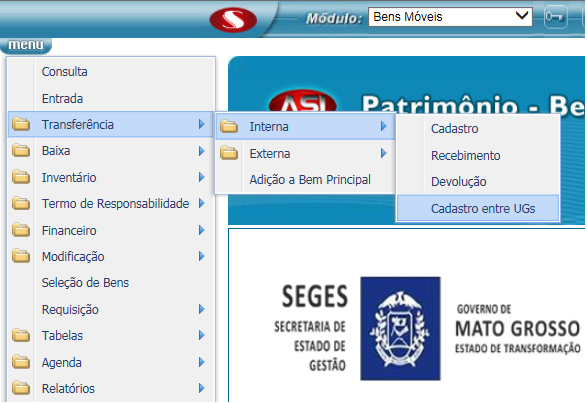 S
Módulo: Bens Móveis
menu
Consulta
Entrada
Transferência
Baixa
Inventário
Termo de Responsabilidade
Financeiro
Modificação
Seleção de Bens
Requisição
Tabelas
Agenda
Relatórios
Interna
Externa
Adição a Bem Principal
Cadastro
Recebimento
Devolução
Cadastro entre UGs
ASI
Patrimônio - Be
SEGES
SECRETARIA DE
ESTADO DE
GESTÃO
GOVERNO DE
MATO GROSSO
ESTADO DE TRANSFORMAÇÃO